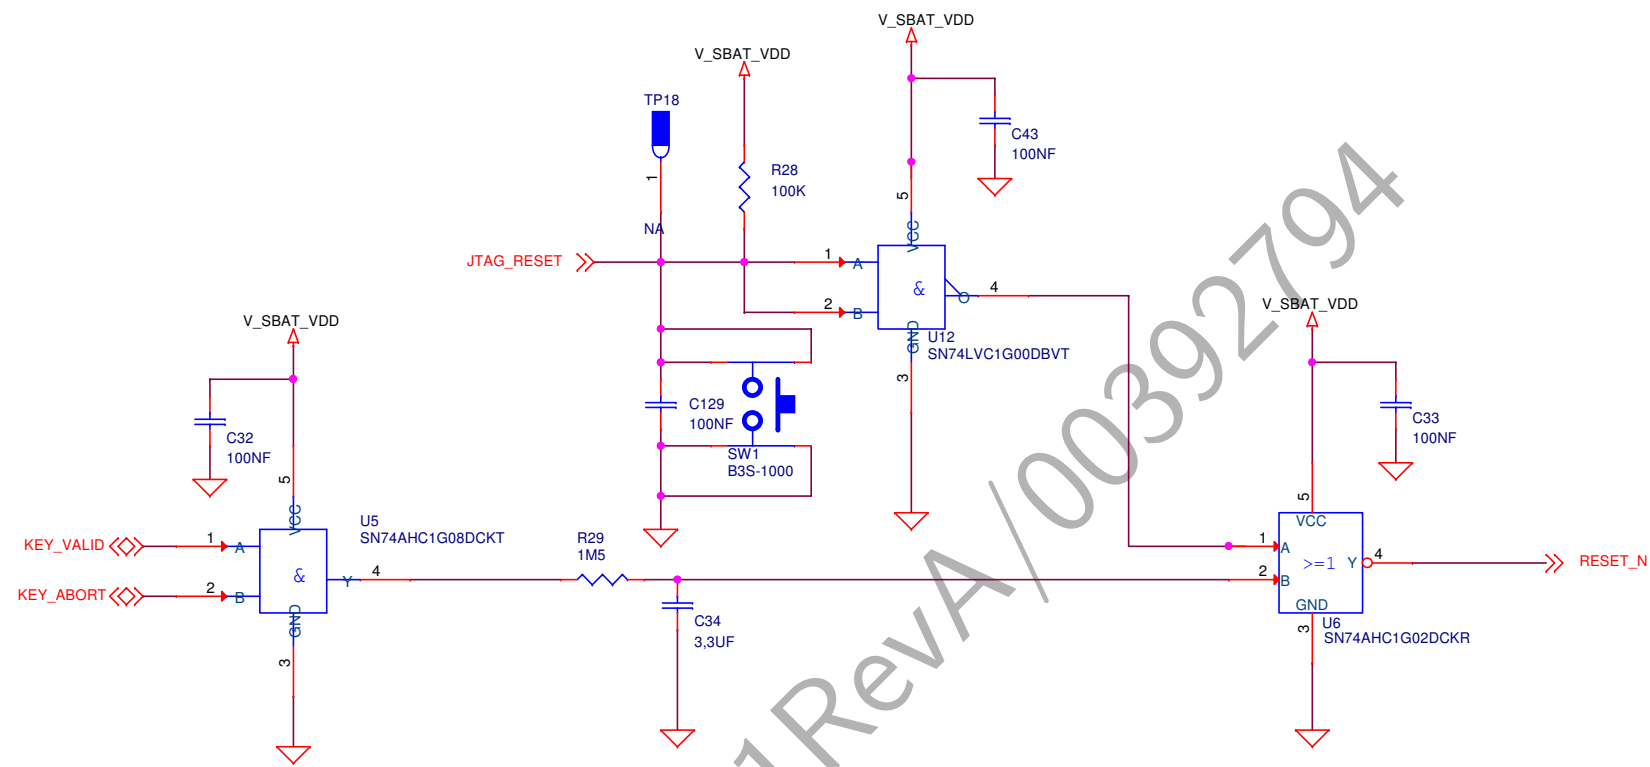 V_SBAT_VDD
V_SBAT_VDD
TP18
C43
100NF
R28
100K
1
5
NA
VCC
JTAG_RESET
1
A
&
O
4
2
B
GND
U12
SN74LVC1G00DBVT
3
V_SBAT_VDD
V_SBAT_VDD
C129
100NF
SW1
B3S-1000
C32
100NF
C33
100NF
5
VCC
U5
SN74AHC1G08DCKT
KEY_VALID
1
A
&
Y
4
KEY_ABORT
2
B
GND
3
R29
1M5
C34
3,3UF
5
VCC
1
A
>=1
Y
4
RESET_N
2
B
GND
U6
SN74AHC1G02DCKR
3
1RevA/00392794